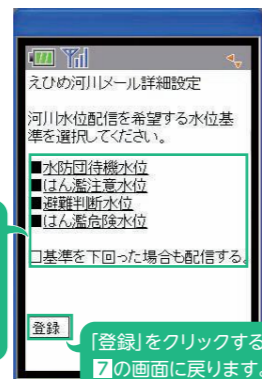 えひめ河川メール詳細設定
河川水位配信を希望する水位基
準を選択してください。
■水防団待機水位
■はん濫注意水位
■避難判断水位
■はん濫危険水位
□基準を下回った場合も配信する。
登録
「登録」をクリックする
7の画面に戻ります。